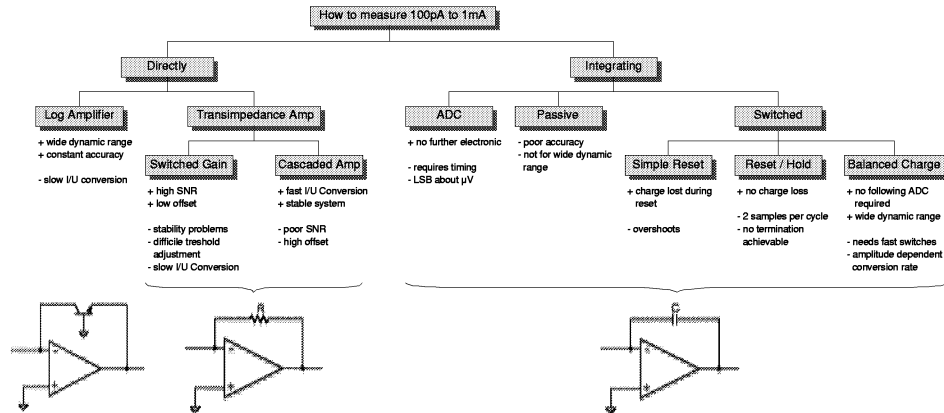 How to measure 100pA to 1mA
Directly
Integrating
Log Amplifier
Transimpedance Amp
ADC
Passive
Switched
+ wide dynamic range
+ constant accuracy
- slow I/U conversion
Switched Gain
Cascaded Amp
+ high SNR
+ low offset
- stability problems
- difficile treshold
adjustment
- slow I/U Conversion
+ fast I/U Conversion
+ stable system
- poor SNR
- high offset
+ no further electronic
- requires timing
- LSB about µV
- poor accuracy
- not for wide dynamic
range
Simple Reset
Reset / Hold
Balanced Charge
+ charge lost during
reset
- overshoots
+ no charge loss
- 2 samples per cycle
- no termination
achievable
+ no following ADC
required
+ wide dynamic range
- needs fast switches
- amplitude dependent
conversion rate
R
C